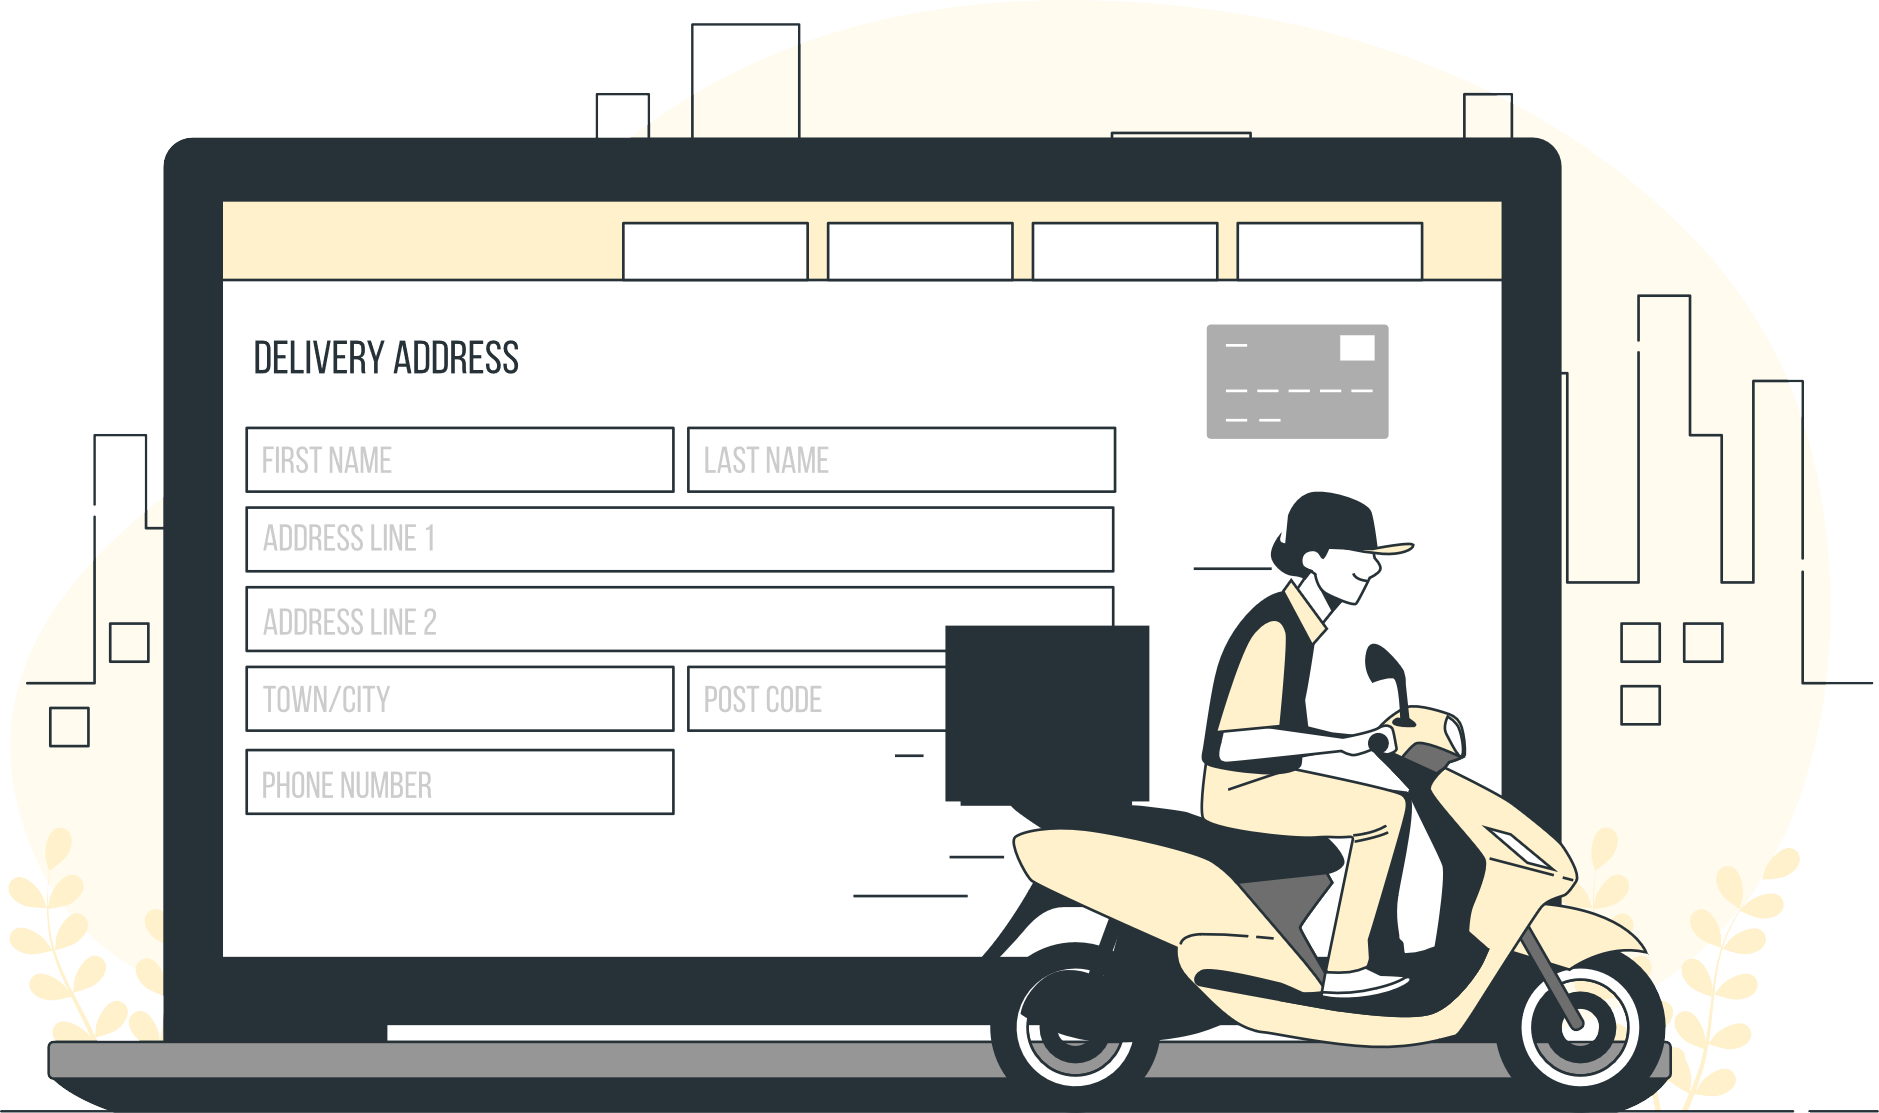 DELIVERY ADDRESS
FIRST NAME
LAST NAME
ADDRESS LINE 1
ADDRESS LINE 2
TOWN/CITY
POST CODE
PHONE NUMBER